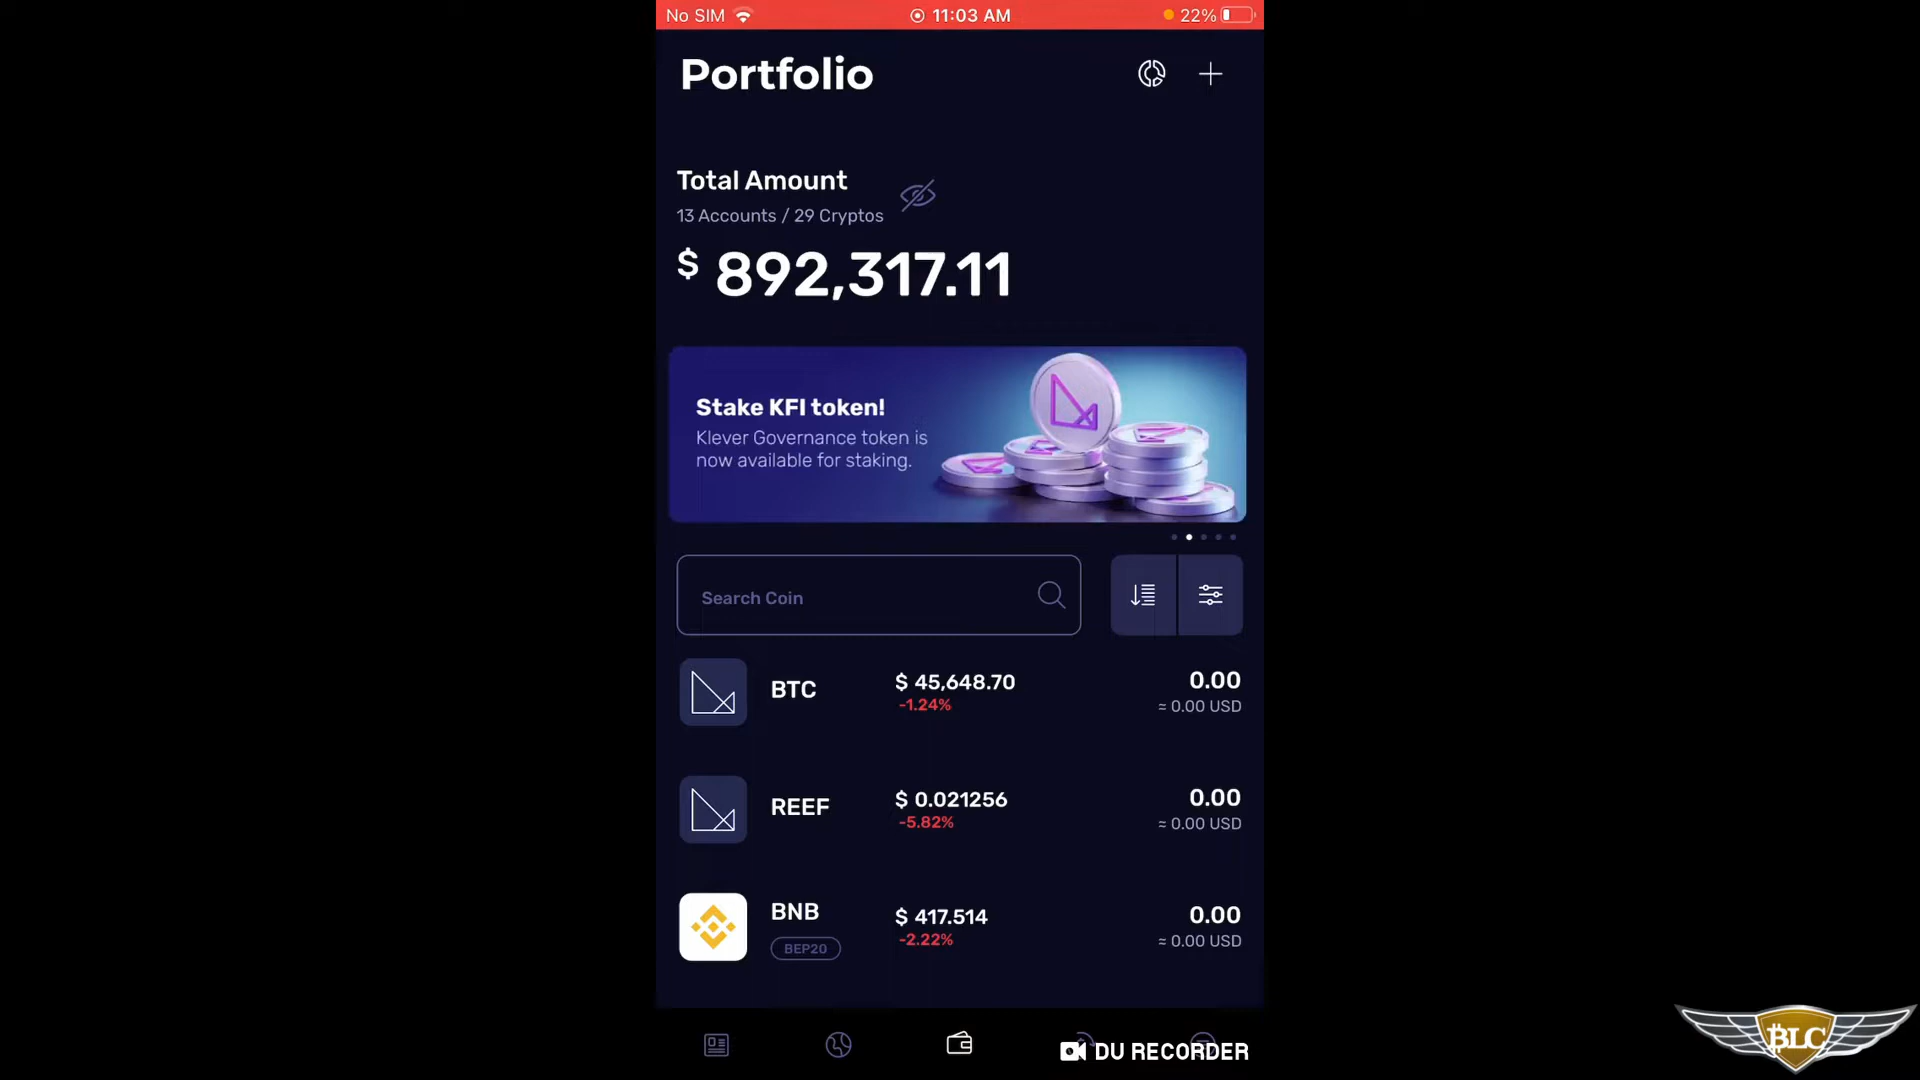 No SIM 11:03 AM 22%
Portfolio
Total Amount
13 Accounts / 29 Cryptos
$ 892,317.11
Stake KFI token!
Klever Governance token is
now available for staking.
Search Coin
BTC $ 45,648.70 0.00
-1.24% ≈ 0.00 USD
REEF $ 0.021256 0.00
-5.82% ≈ 0.00 USD
BNB $ 417.514 0.00
BEP20 -2.22% ≈ 0.00 USD
DU RECORDER
BLC